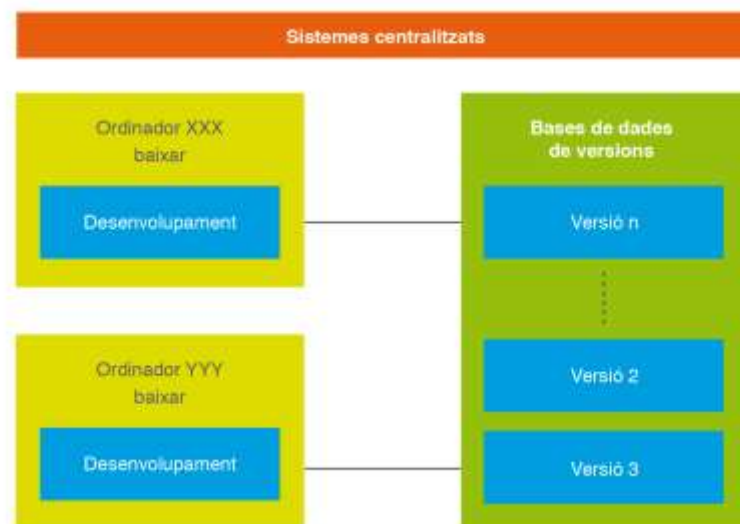 Sistemes centralitzats
Ordinador XXX
baixar
Desenvolupament
Ordinador YYY
baixar
Desenvolupament
Bases de dades
de versions
Versió n
Versió 2
Versió 3